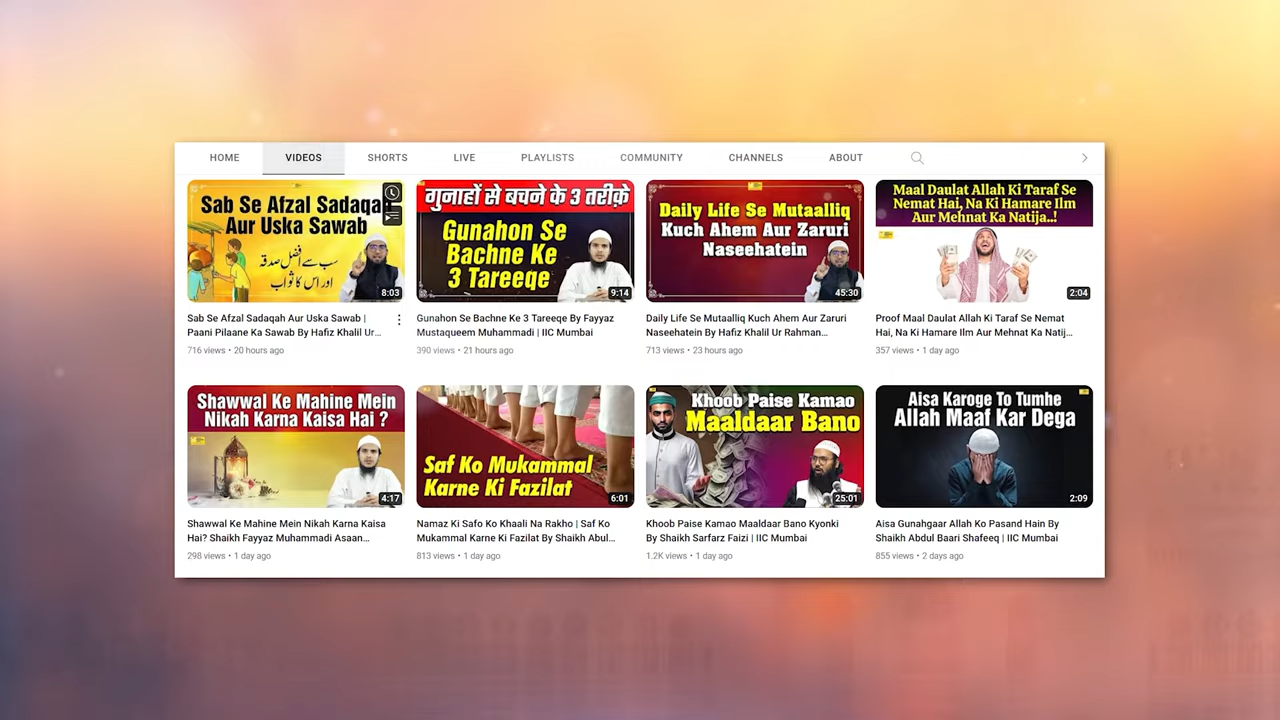 HOME VIDEOS SHORTS LIVE PLAYLISTS COMMUNITY CHANNELS ABOUT
Sab Se Afzal Sadaqah
Aur Uska Sawab
سب سے افضل صدقہ
اور اس کا ثواب
8:03
Sab Se Afzal Sadaqah Aur Uska Sawab |
Paani Pilaane Ka Sawab By Hafiz Khalil Ur...
716 views • 20 hours ago
गुनाहों से बचने के 3 तरीक़े
Gunahon Se
Bachne Ke
3 Tareeqe
9:14
Gunahon Se Bachne Ke 3 Tareeqe By Fayyaz
Mustaqueem Muhammadi | IIC Mumbai
390 views • 21 hours ago
Daily Life Se Mutaalliq
Kuch Ahem Aur Zaruri
Naseehatein
45:30
Daily Life Se Mutaalliq Kuch Ahem Aur Zaruri
Naseehatein By Hafiz Khalil Ur Rahman...
713 views • 23 hours ago
Maal Daulat Allah Ki Taraf Se
Nemat Hai, Na Ki Hamare Ilm
Aur Mehnat Ka Natija..!
2:04
Proof Maal Daulat Allah Ki Taraf Se Nemat
Hai, Na Ki Hamare Ilm Aur Mehnat Ka Natij...
357 views • 1 day ago
Shawwal Ke Mahine Mein
Nikah Karna Kaisa Hai ?
4:17
Shawwal Ke Mahine Mein Nikah Karna Kaisa
Hai? Shaikh Fayyaz Muhammadi Asaan...
298 views • 1 day ago
Saf Ko Mukammal
Karne Ki Fazilat
6:01
Namaz Ki Safo Ko Khaali Na Rakho | Saf Ko
Mukammal Karne Ki Fazilat By Shaikh Abul...
813 views • 1 day ago
Khoob Paise Kamao
Maaldaar Bano
25:01
Khoob Paise Kamao Maaldaar Bano Kyonki
By Shaikh Sarfarz Faizi | IIC Mumbai
1.2K views • 1 day ago
Aisa Karoge To Tumhe
Allah Maaf Kar Dega
2:09
Aisa Gunahgaar Allah Ko Pasand Hain By
Shaikh Abdul Baari Shafeeq | IIC Mumbai
855 views • 2 days ago